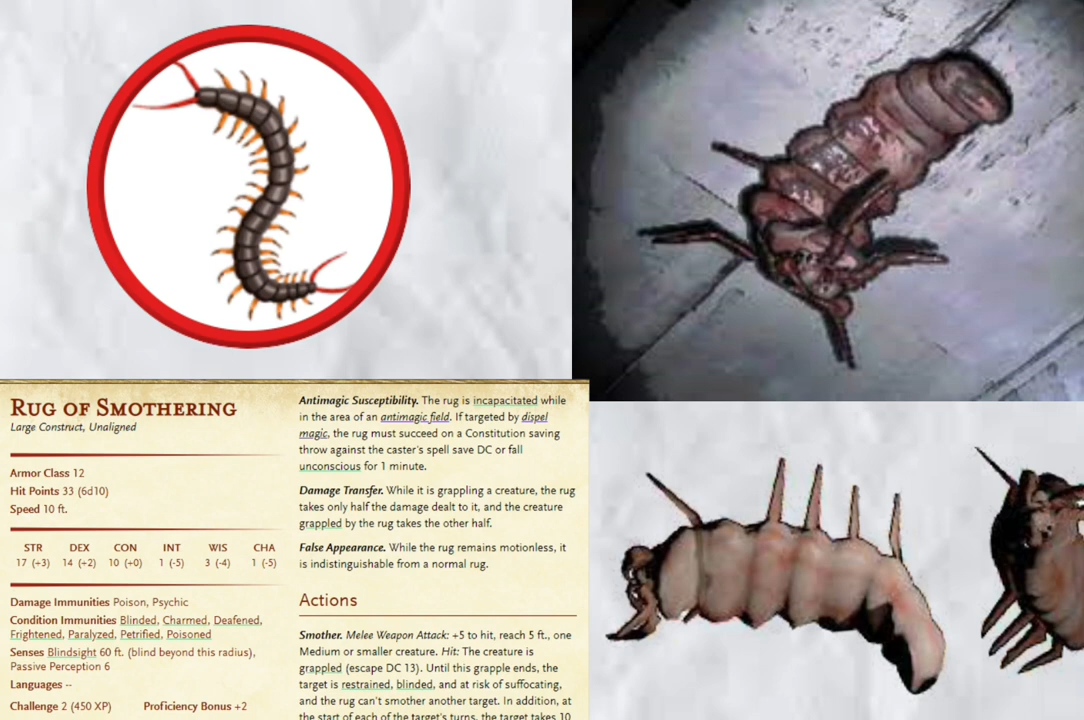 RUG OF SMOTHERING
Large Construct, Unaligned
Armor Class 12
Hit Points 33 (6d10)
Speed 10 ft.
STR DEX CON INT WIS CHA
17 (+3) 14 (+2) 10 (+0) 1 (-5) 3 (-4) 1 (-5)
Damage Immunities Poison, Psychic
Condition Immunities Blinded, Charmed, Deafened,
Frightened, Paralyzed, Petrified, Poisoned
Senses Blindsight 60 ft. (blind beyond this radius),
Passive Perception 6
Languages --
Challenge 2 (450 XP) Proficiency Bonus +2
Antimagic Susceptibility. The rug is incapacitated while
in the area of an antimagic field. If targeted by dispel
magic, the rug must succeed on a Constitution saving
throw against the caster's spell save DC or fall
unconscious for 1 minute.
Damage Transfer. While it is grappling a creature, the rug
takes only half the damage dealt to it, and the creature
grappled by the rug takes the other half.
False Appearance. While the rug remains motionless, it
is indistinguishable from a normal rug.
Actions
Smother. Melee Weapon Attack: +5 to hit, reach 5 ft., one
Medium or smaller creature. Hit: The creature is
grappled (escape DC 13). Until this grapple ends, the
target is restrained, blinded, and at risk of suffocating,
and the rug can't smother another target. In addition, at
the start of each of the target's turns, the target takes 10